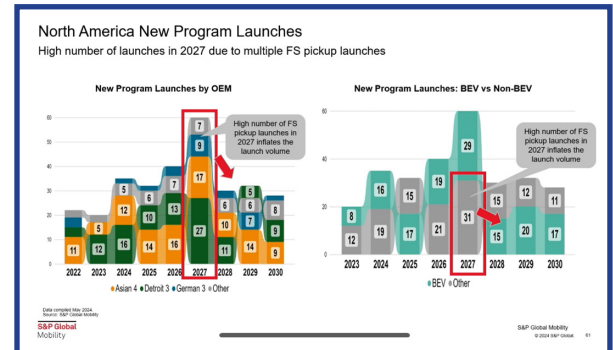 North America New Program Launches
High number of launches in 2027 due to multiple FS pickup launches
New Program Launches by OEM
60
50
40
30
20
10
0
11
5
12
5
12
16
6
10
14
7
13
16
7
9
17
27
6
10
11
5
6
7
14
8
9
9
High number of FS
pickup launches in
2027 inflates the
launch volume
2022 2023 2024 2025 2026 2027 2028 2029 2030
Asian 4 Detroit 3 German 3 Other
New Program Launches: BEV vs Non-BEV
60
40
20
0
8
12
16
19
15
17
19
21
29
31
15
15
12
20
11
17
High number of FS
pickup launches in
2027 inflates the
launch volume
2023 2024 2025 2026 2027 2028 2029 2030
BEV Other
Data compiled May 2024.
Source: S&P Global Mobility
S&P Global
Mobility
S&P Global Mobility
© 2024 S&P Global 61